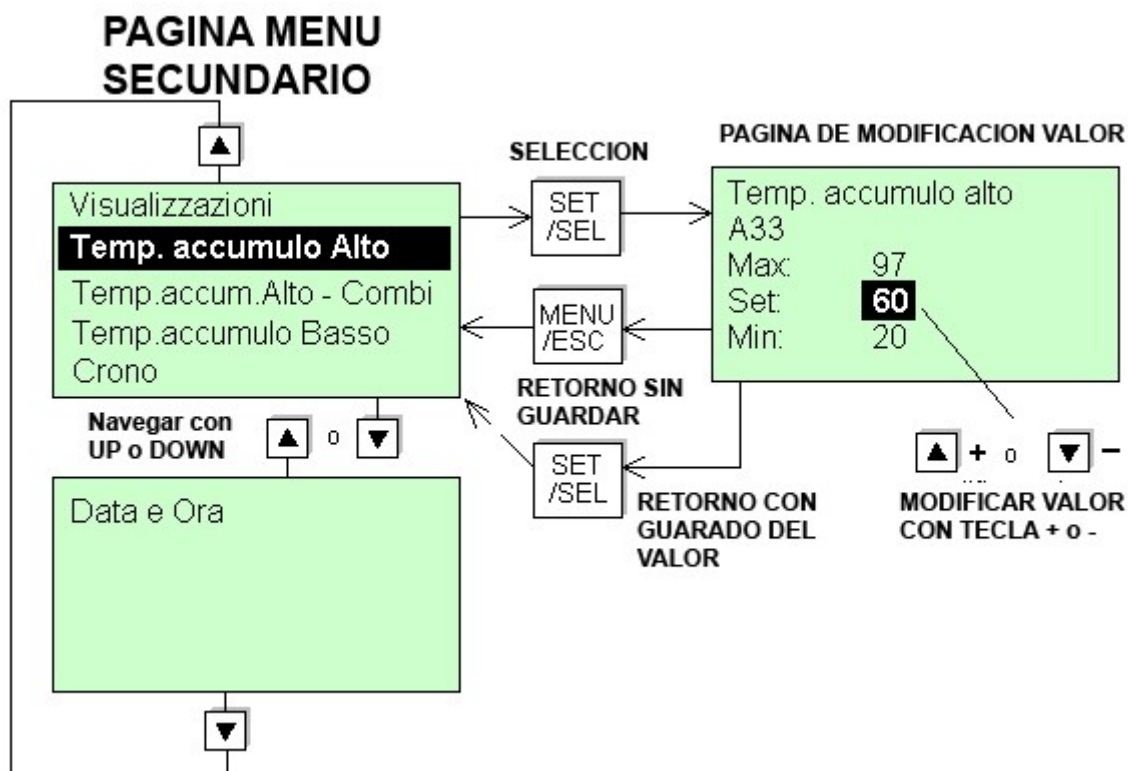 PAGINA MENU
SECUNDARIO
Visualizzazioni
Temp. accumulo Alto
Temp.accum.Alto - Combi
Temp.accumulo Basso
Crono
SELECCION
SET
/SEL
PAGINA DE MODIFICACION VALOR
Temp. accumulo alto
A33
Max: 97
Set: 60
Min: 20
MENU
/ESC
RETORNO SIN
GUARDAR
Navegar con
UP o DOWN
o
SET
/SEL
RETORNO CON
GUARADO DEL
VALOR
+ o -
MODIFICAR VALOR
CON TECLA + o -
Data e Ora